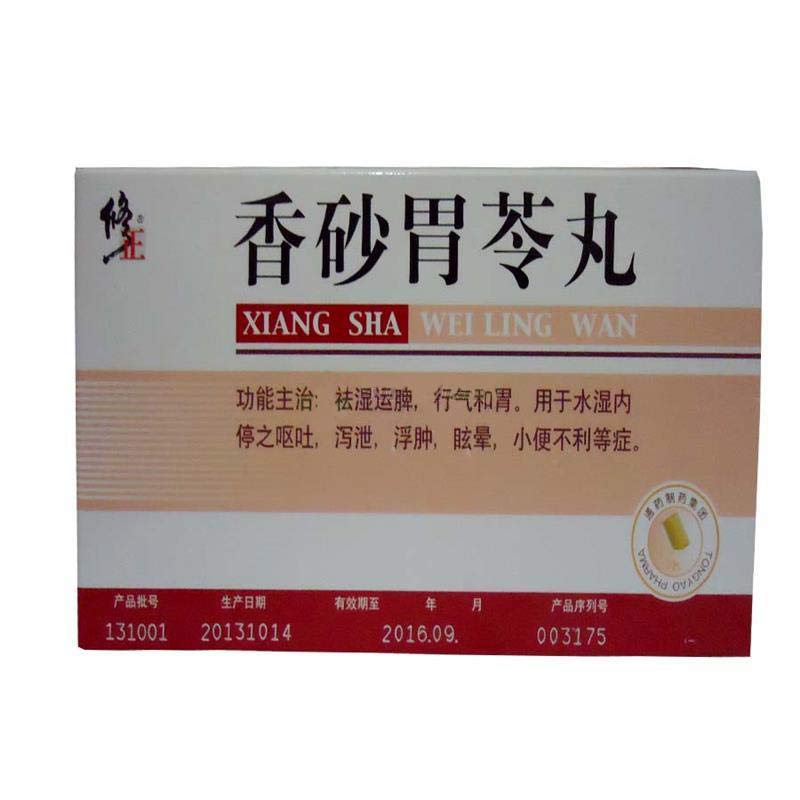 修正®
香砂胃苓丸
XIANG SHA WEI LING WAN
功能主治: 祛湿运脾, 行气和胃。用于水湿内
停之呕吐, 泻泄, 浮肿, 眩晕, 小便不利等症。
通药制药集团
TONGYAO PHARMA
产品批号 生产日期 有效期至 年 月 产品序列号
131001 20131014 2016.09. 003175